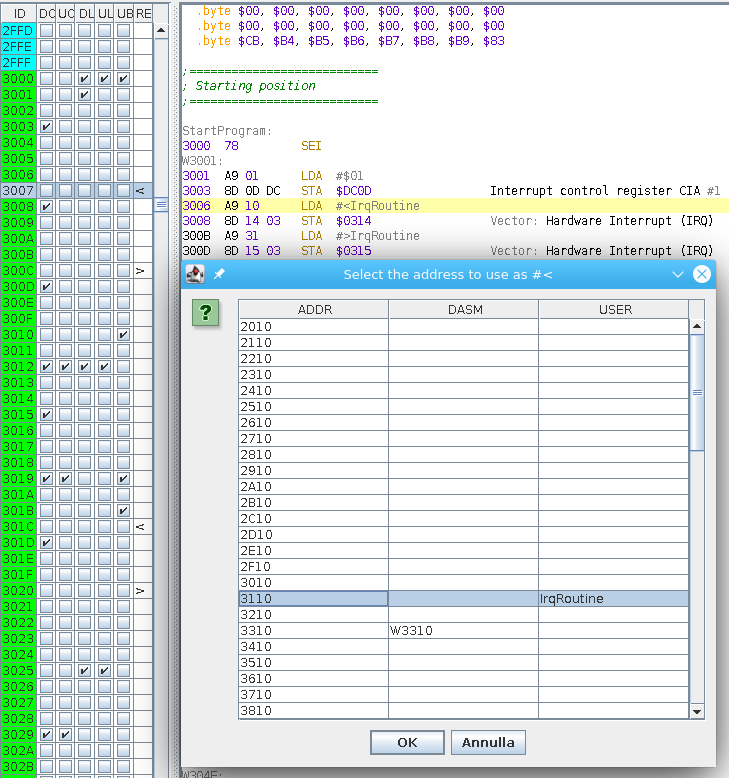 ID DC UC DL UL UB RE
2FFD
2FFE
2FFF
3000
3001
3002
3003
3004
3005
3006
3007 <
3008
3009
300A
300B
300C >
300D
300E
300F
3010
3011
3012
3013
3014
3015
3016
3017
3018
3019
301A
301B
301C <
301D
301E
301F
3020 >
3021
3022
3023
3024
3025
3026
3027
3028
3029
302A
302B
.byte $00, $00, $00, $00, $00, $00, $00
.byte $00, $00, $00, $00, $00, $00, $00
.byte $CB, $B4, $B5, $B6, $B7, $B8, $B9, $83
;===========================
; Starting position
;===========================
StartProgram:
3000 78 SEI
W3001:
3001 A9 01 LDA #$01
3003 8D 0D DC STA $DC0D Interrupt control register CIA #1
3006 A9 10 LDA #<IrqRoutine
3008 8D 14 03 STA $0314 Vector: Hardware Interrupt (IRQ)
300B A9 31 LDA #>IrqRoutine
300D 8D 15 03 STA $0315 Vector: Hardware Interrupt (IRQ)
Select the address to use as #<
?
ADDR DASM USER
2010
2110
2210
2310
2410
2510
2610
2710
2810
2910
2A10
2B10
2C10
2D10
2E10
2F10
3010
3110 IrqRoutine
3210
3310 W3310
3410
3510
3610
3710
3810
OK Annulla
W304E: